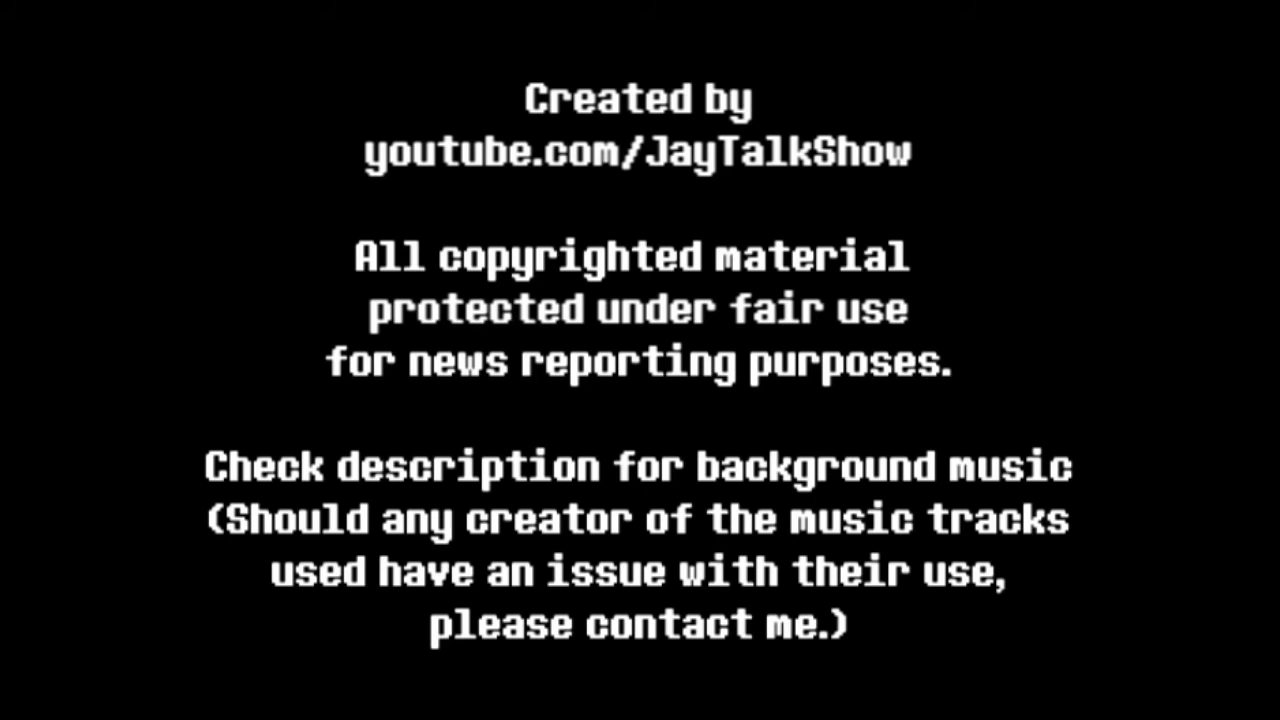 Created by
youtube.com/JayTalkShow
All copyrighted material
protected under fair use
for news reporting purposes.
Check description for background music
(Should any creator of the music tracks
used have an issue with their use,
please contact me.)